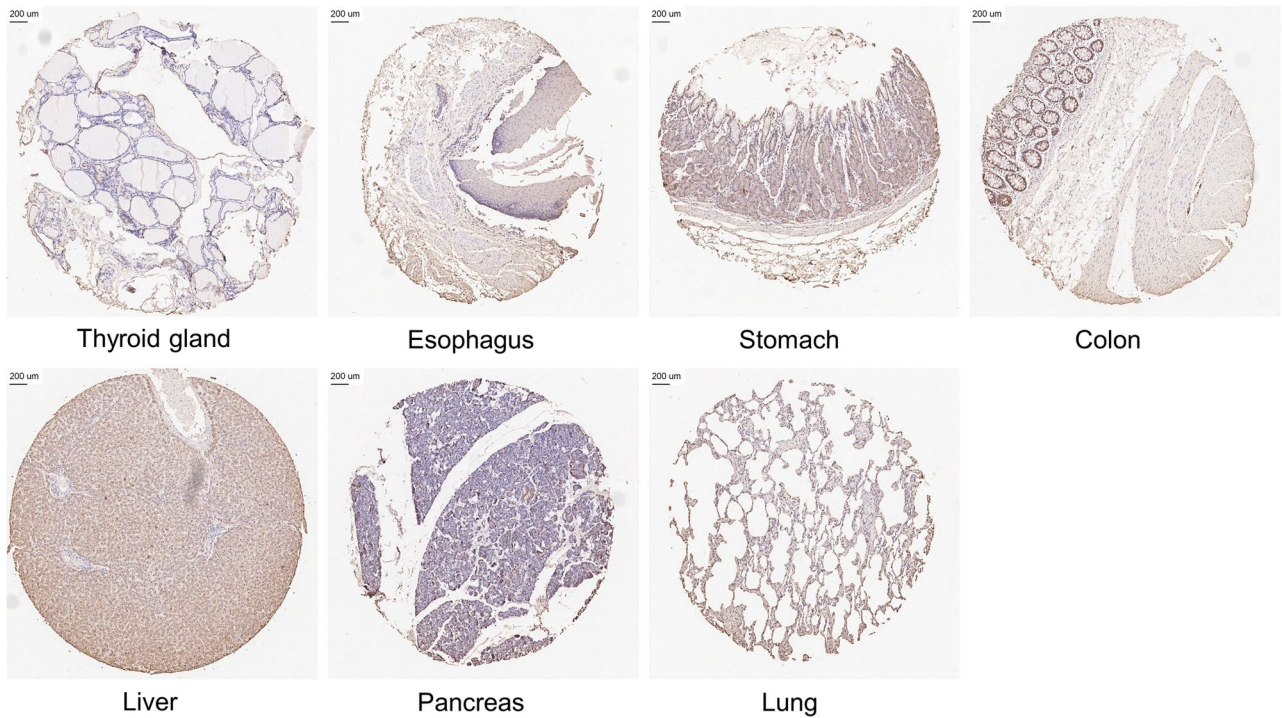 200 um 200 um 200 um 200 um
Thyroid gland Esophagus Stomach Colon
200 um 200 um 200 um
Liver Pancreas Lung